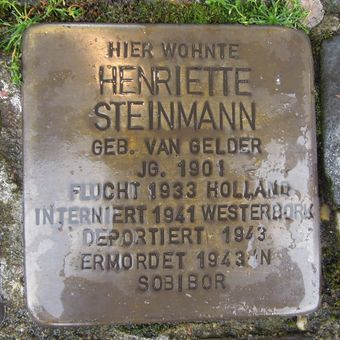 HIER WOHNTE
HENRIETTE
STEINMANN
GEB. VAN GELDER
JG. 1901
FLUCHT 1933 HOLLAND
INTERNIERT 1941 WESTERBORK
DEPORTIERT 1943
ERMORDET 1943 IN
SOBIBOR